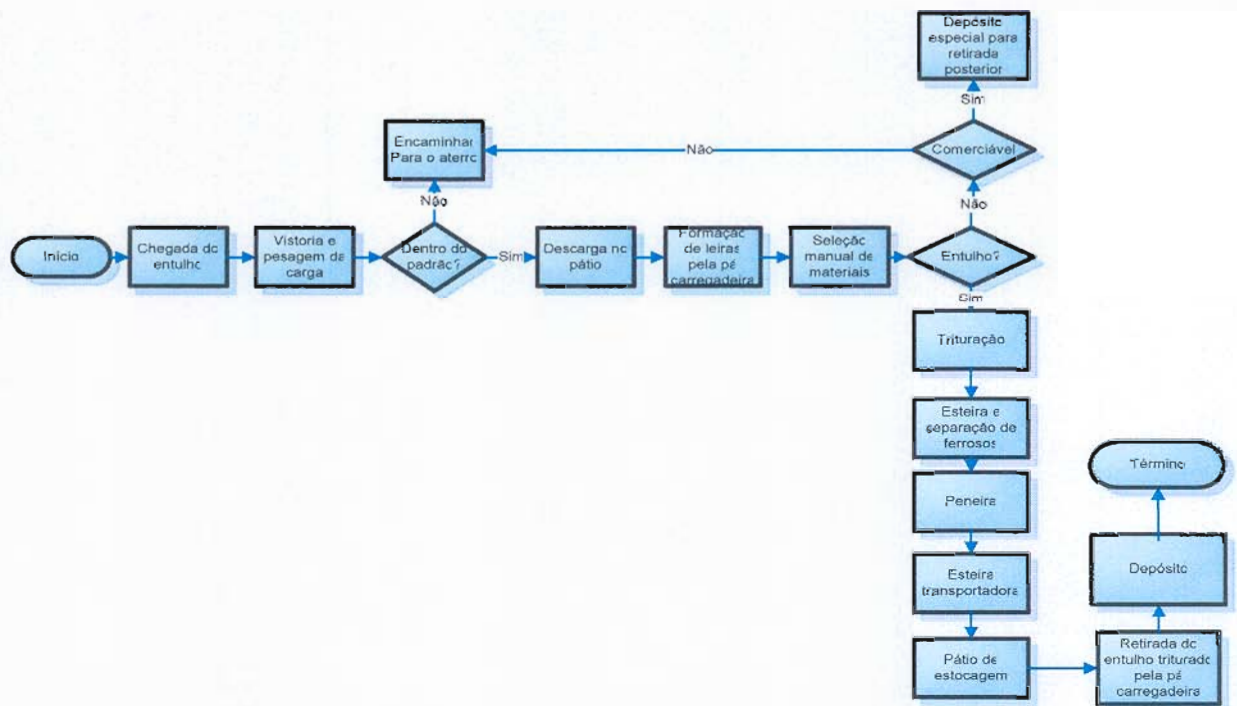 Depósito
especial para
retirada
posterior
Sim
Encaminhar
Para o aterro
Não
Comerciável
Não
Não
Início
Chegada do
entulho
Vistoria e
pesagem da
carga
Dentro do
padrão?
Sim
Descarga no
pátio
Formação
de leiras
pela pá
carregadeira
Seleção
manual de
materiais
Entulho?
Sim
Trituração
Esteira e
separação de
ferrosos
Término
Peneira
Esteira
transportadora
Depósito
Pátio de
estocagem
Retirada do
entulho triturado
pela pá
carregadeira